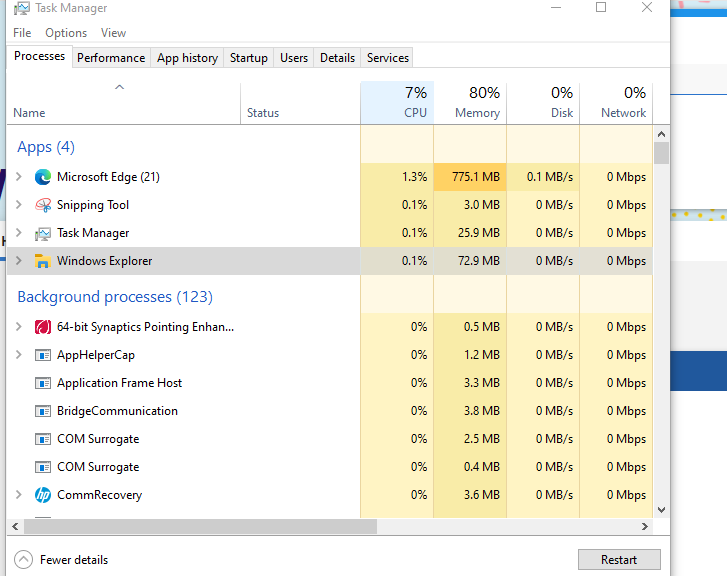 Task Manager
File Options View
Processes Performance App history Startup Users Details Services
7% 80% 0% 0%
Name Status CPU Memory Disk Network
Apps (4)
Microsoft Edge (21) 1.3% 775.1 MB 0.1 MB/s 0 Mbps
Snipping Tool 0.1% 3.0 MB 0 MB/s 0 Mbps
Task Manager 0.1% 25.9 MB 0 MB/s 0 Mbps
Windows Explorer 0.1% 72.9 MB 0 MB/s 0 Mbps
Background processes (123)
64-bit Synaptics Pointing Enhan... 0% 0.5 MB 0 MB/s 0 Mbps
AppHelperCap 0% 1.2 MB 0 MB/s 0 Mbps
Application Frame Host 0% 3.3 MB 0 MB/s 0 Mbps
BridgeCommunication 0% 3.8 MB 0 MB/s 0 Mbps
COM Surrogate 0% 2.5 MB 0 MB/s 0 Mbps
COM Surrogate 0% 0.4 MB 0 MB/s 0 Mbps
hp CommRecovery 0% 3.6 MB 0 MB/s 0 Mbps
Fewer details Restart